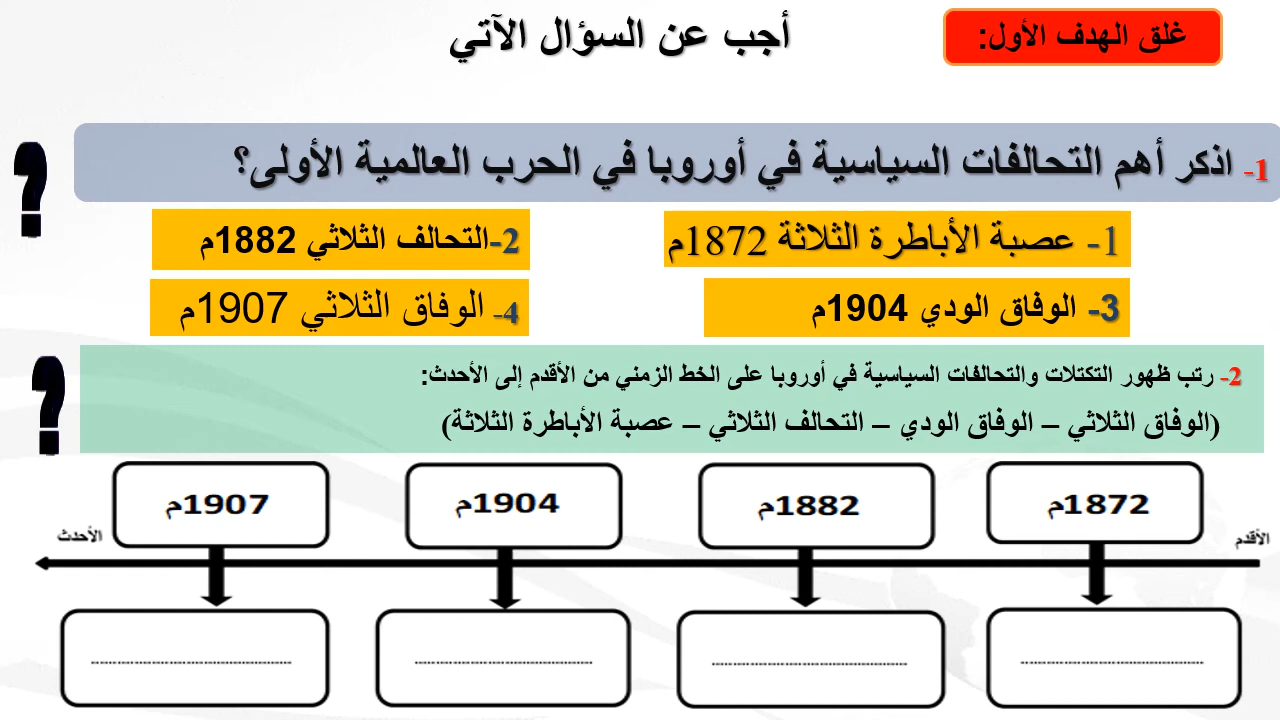 غلق الهدف الأول:
أجب عن السؤال الآتي
1- اذكر أهم التحالفات السياسية في أوروبا في الحرب العالمية الأولى؟
1- عصبة الأباطرة الثلاثة 1872م
2-التحالف الثلاثي 1882م
3- الوفاق الودي 1904م
4- الوفاق الثلاثي 1907م
2- رتب ظهور التكتلات والتحالفات السياسية في أوروبا على الخط الزمني من الأقدم إلى الأحدث:
(الوفاق الثلاثي – الوفاق الودي – التحالف الثلاثي – عصبة الأباطرة الثلاثة)
1872م
1882م
1904م
1907م
الأقدم
الأحدث